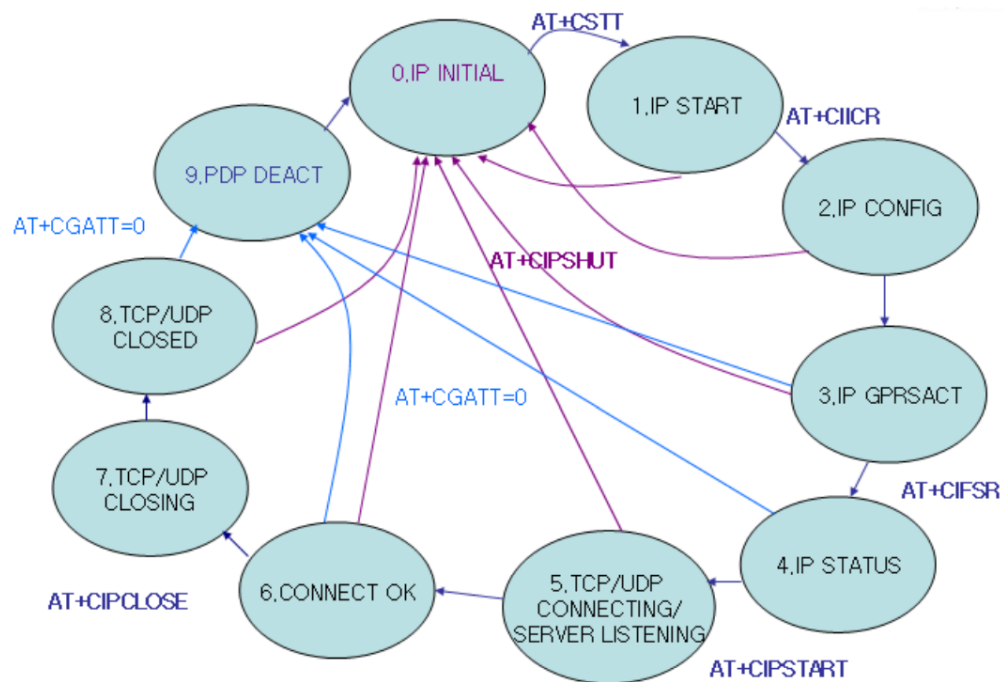 AT+CSTT
0,IP INITIAL
1,IP START
AT+CIICR
9,PDP DEACT
2,IP CONFIG
AT+CGATT=0
AT+CIPSHUT
8,TCP/UDP
CLOSED
3,IP GPRSACT
AT+CGATT=0
7,TCP/UDP
CLOSING
AT+CIFSR
4,IP STATUS
6,CONNECT OK
5,TCP/UDP
CONNECTING/
SERVER LISTENING
AT+CIPCLOSE
AT+CIPSTART